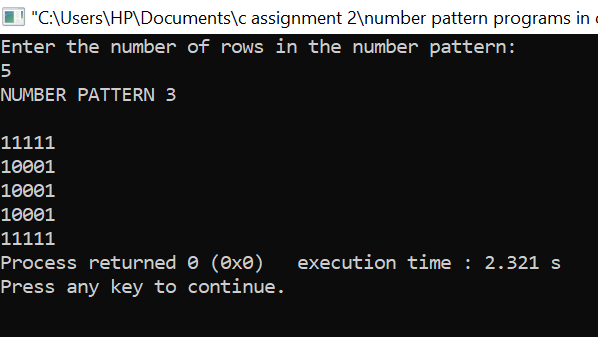 "C:\Users\HP\Documents\c assignment 2\number pattern programs in
Enter the number of rows in the number pattern:
5
NUMBER PATTERN 3
11111
10001
10001
10001
11111
Process returned 0 (0x0)   execution time : 2.321 s
Press any key to continue.